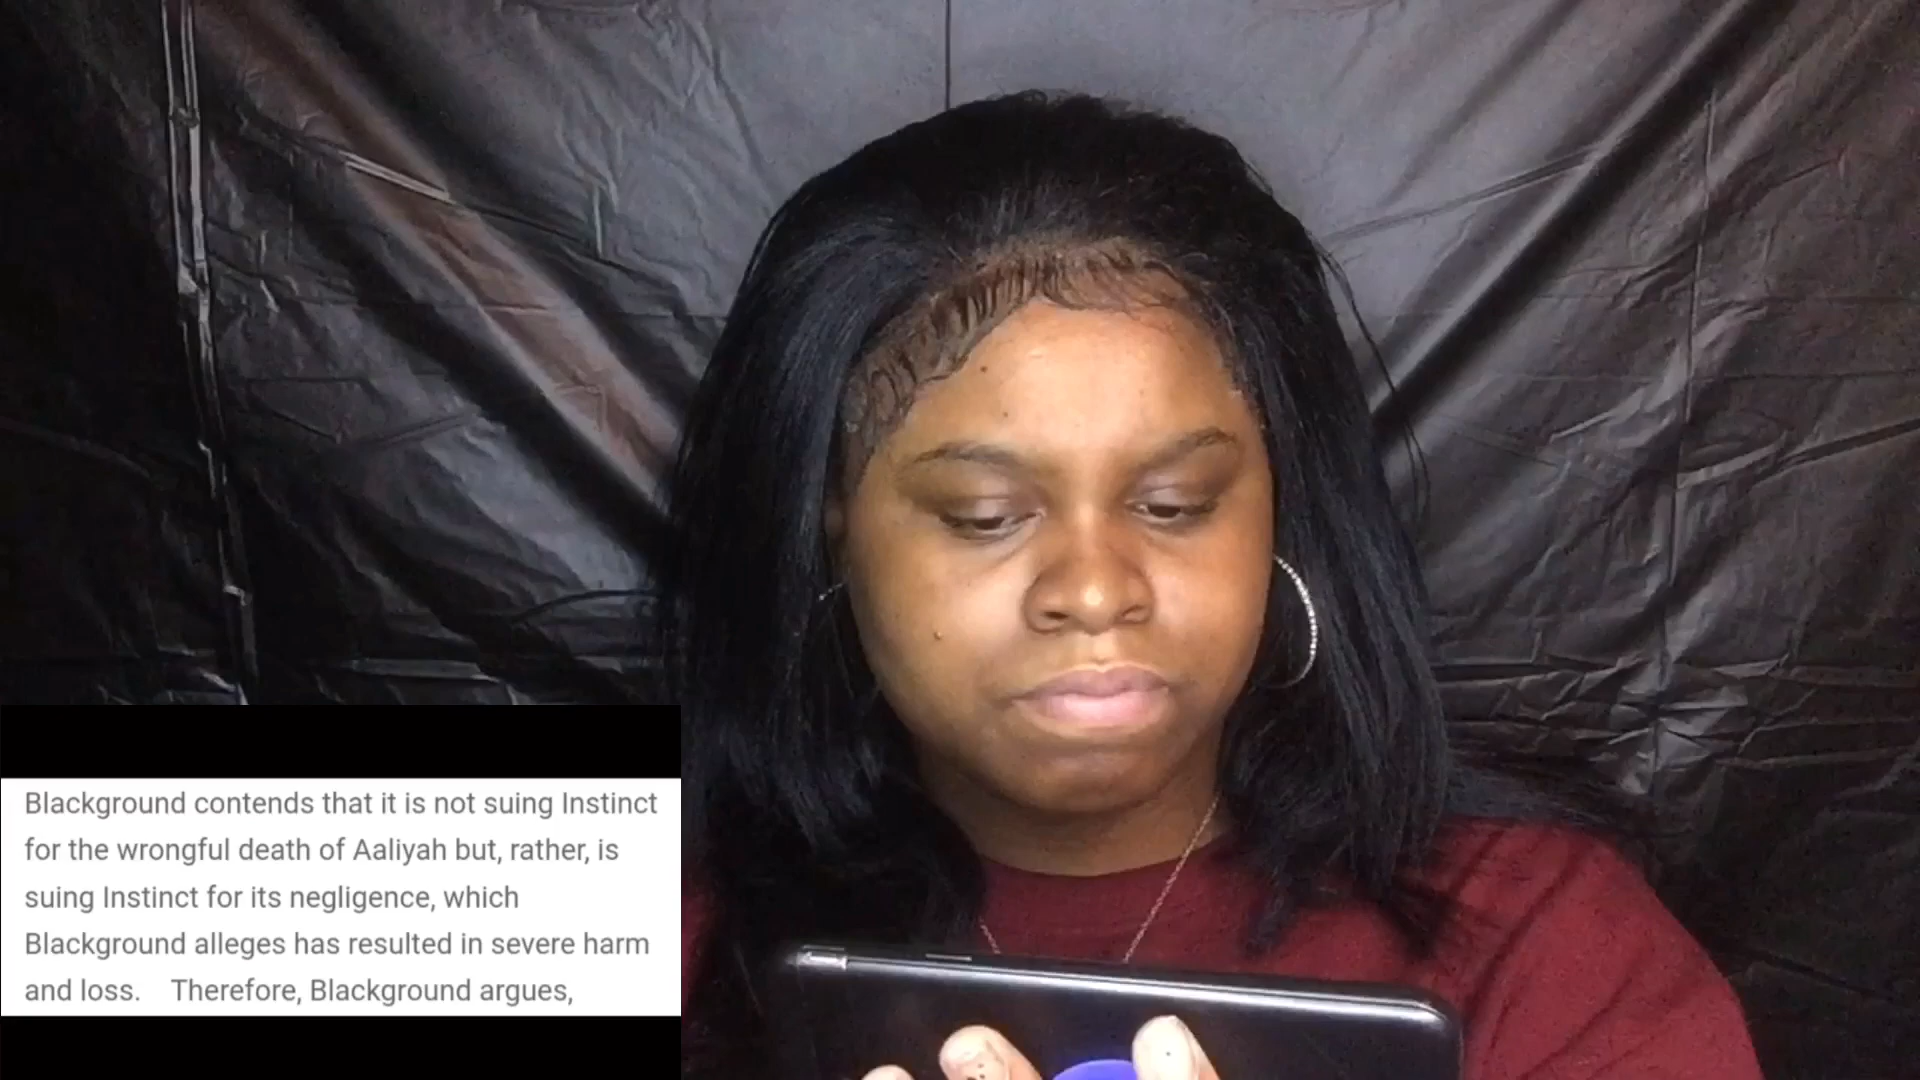 Blackground contends that it is not suing Instinct
for the wrongful death of Aaliyah but, rather, is
suing Instinct for its negligence, which
Blackground alleges has resulted in severe harm
and loss. Therefore, Blackground argues,